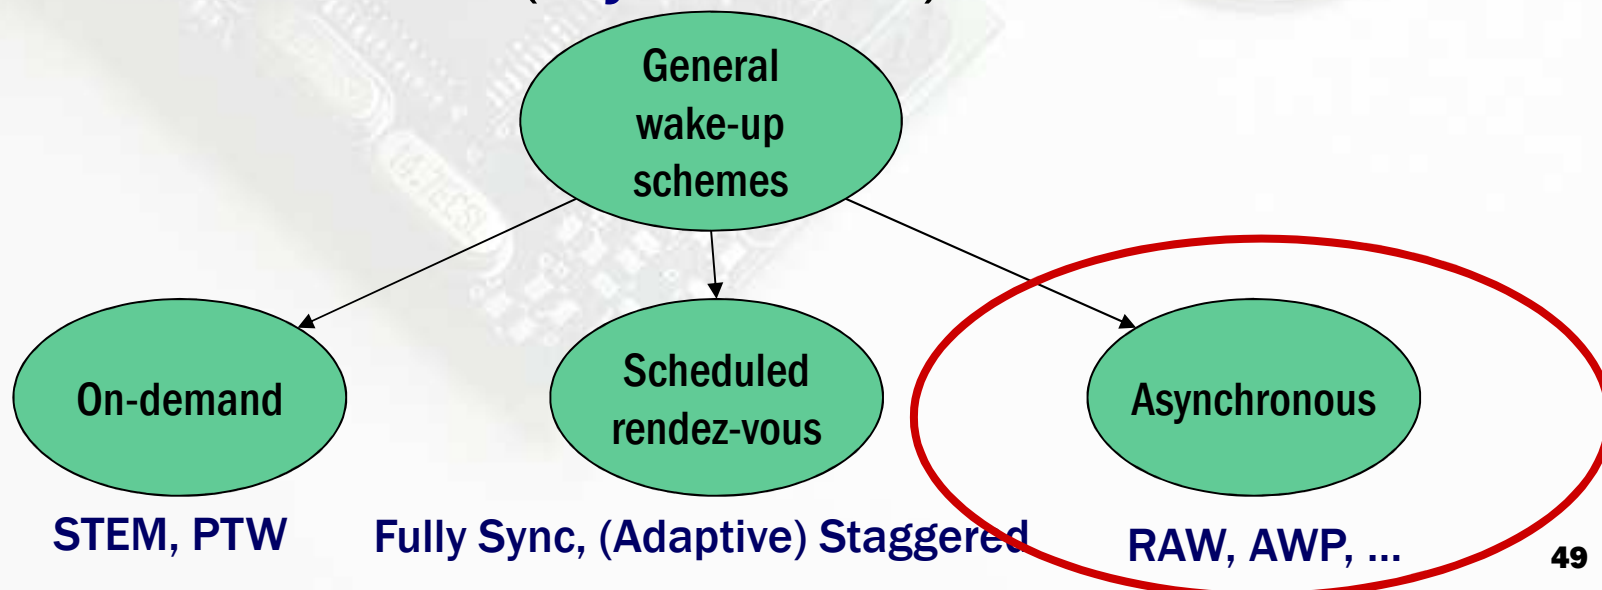 General
wake-up
schemes
On-demand
Scheduled
rendez-vous
Asynchronous
STEM, PTW
Fully Sync, (Adaptive) Staggered
RAW, AWP, ...
49